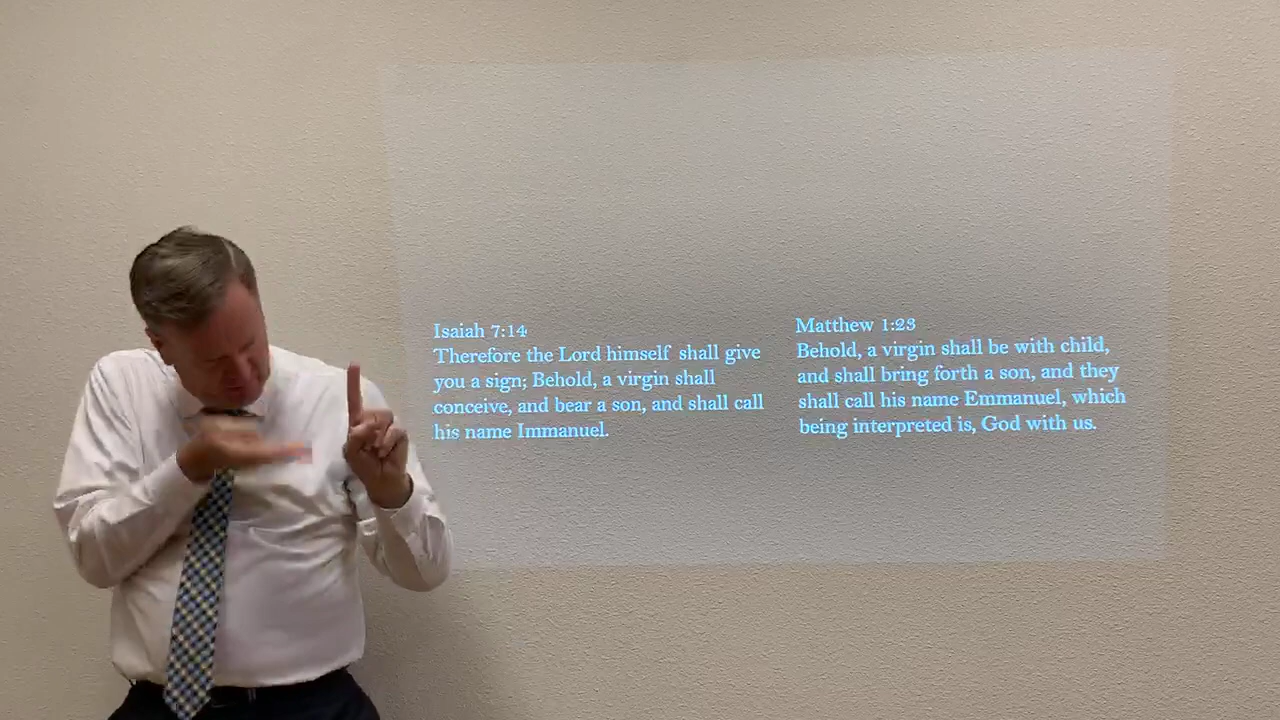 Isaiah 7:14
Therefore the Lord himself shall give
you a sign; Behold, a virgin shall
conceive, and bear a son, and shall call
his name Immanuel.
Matthew 1:23
Behold, a virgin shall be with child,
and shall bring forth a son, and they
shall call his name Emmanuel, which
being interpreted is, God with us.